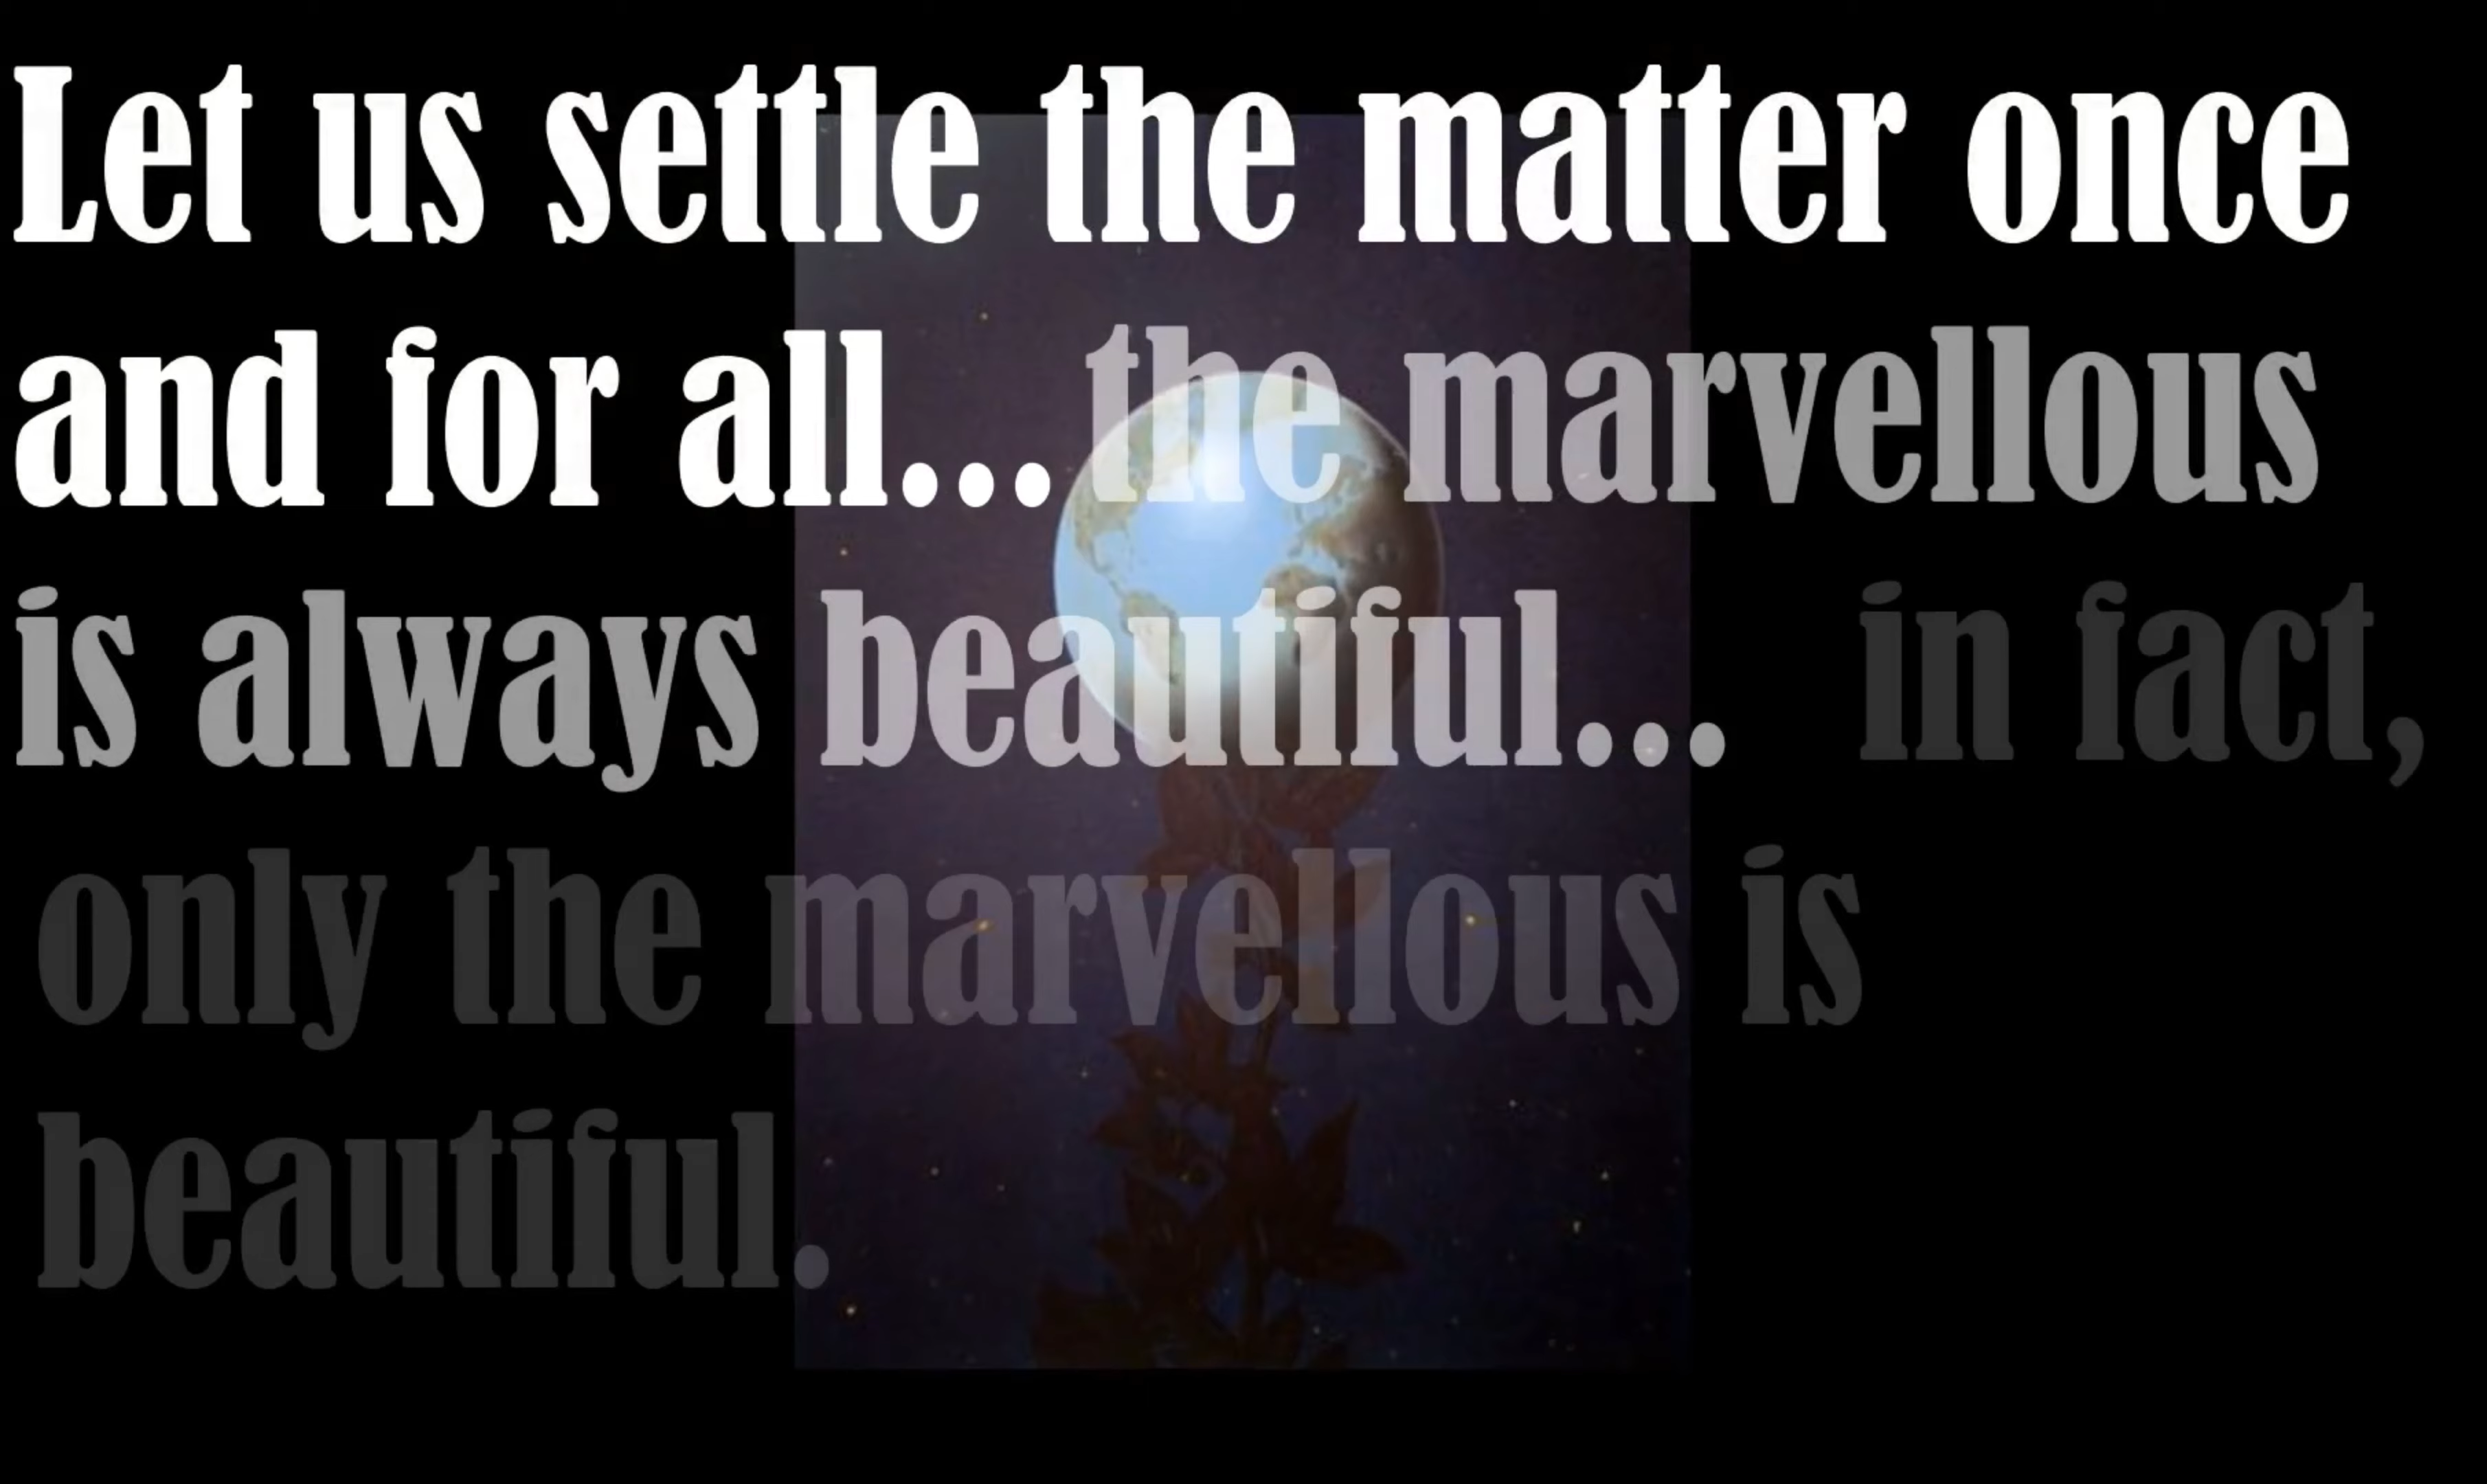 Let us settle the matter once
and for all... the marvellous
is always beautiful... in fact,
only the marvellous is
beautiful.